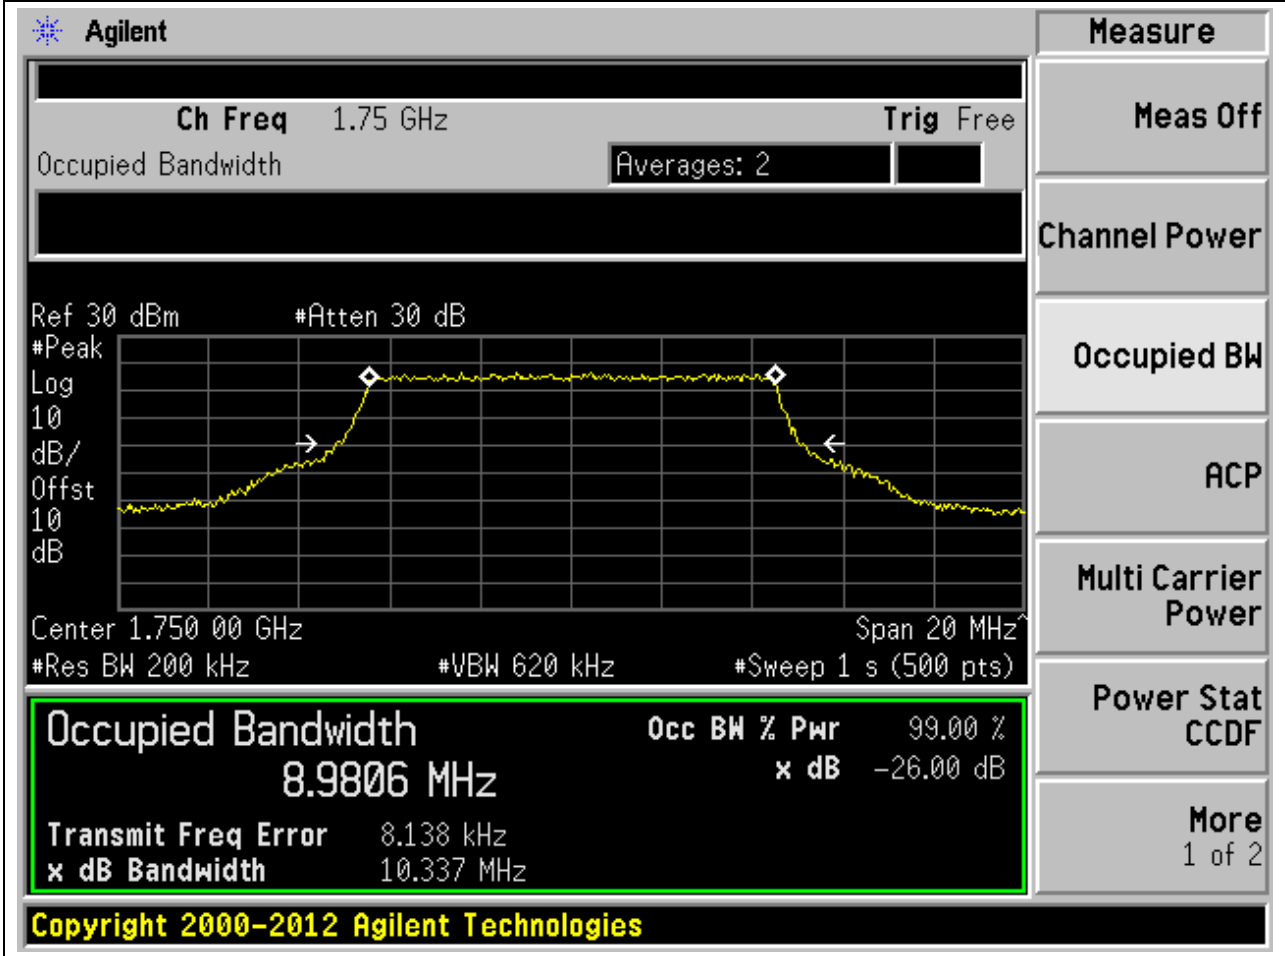 Agilent
Measure
Ch Freq 1.75 GHz Trig Free
Occupied Bandwidth Averages: 2
Meas Off
Channel Power
Occupied BW
ACP
Multi Carrier
Power
Power Stat
CCDF
More
1 of 2
Ref 30 dBm #Atten 30 dB
#Peak
Log
10
dB/
Offst
10
dB
Center 1.750 00 GHz Span 20 MHz^
#Res BW 200 kHz #VBW 620 kHz #Sweep 1 s (500 pts)
Occupied Bandwidth Occ BW % Pwr 99.00 %
8.9806 MHz x dB -26.00 dB
Transmit Freq Error 8.138 kHz
x dB Bandwidth 10.337 MHz
Copyright 2000-2012 Agilent Technologies